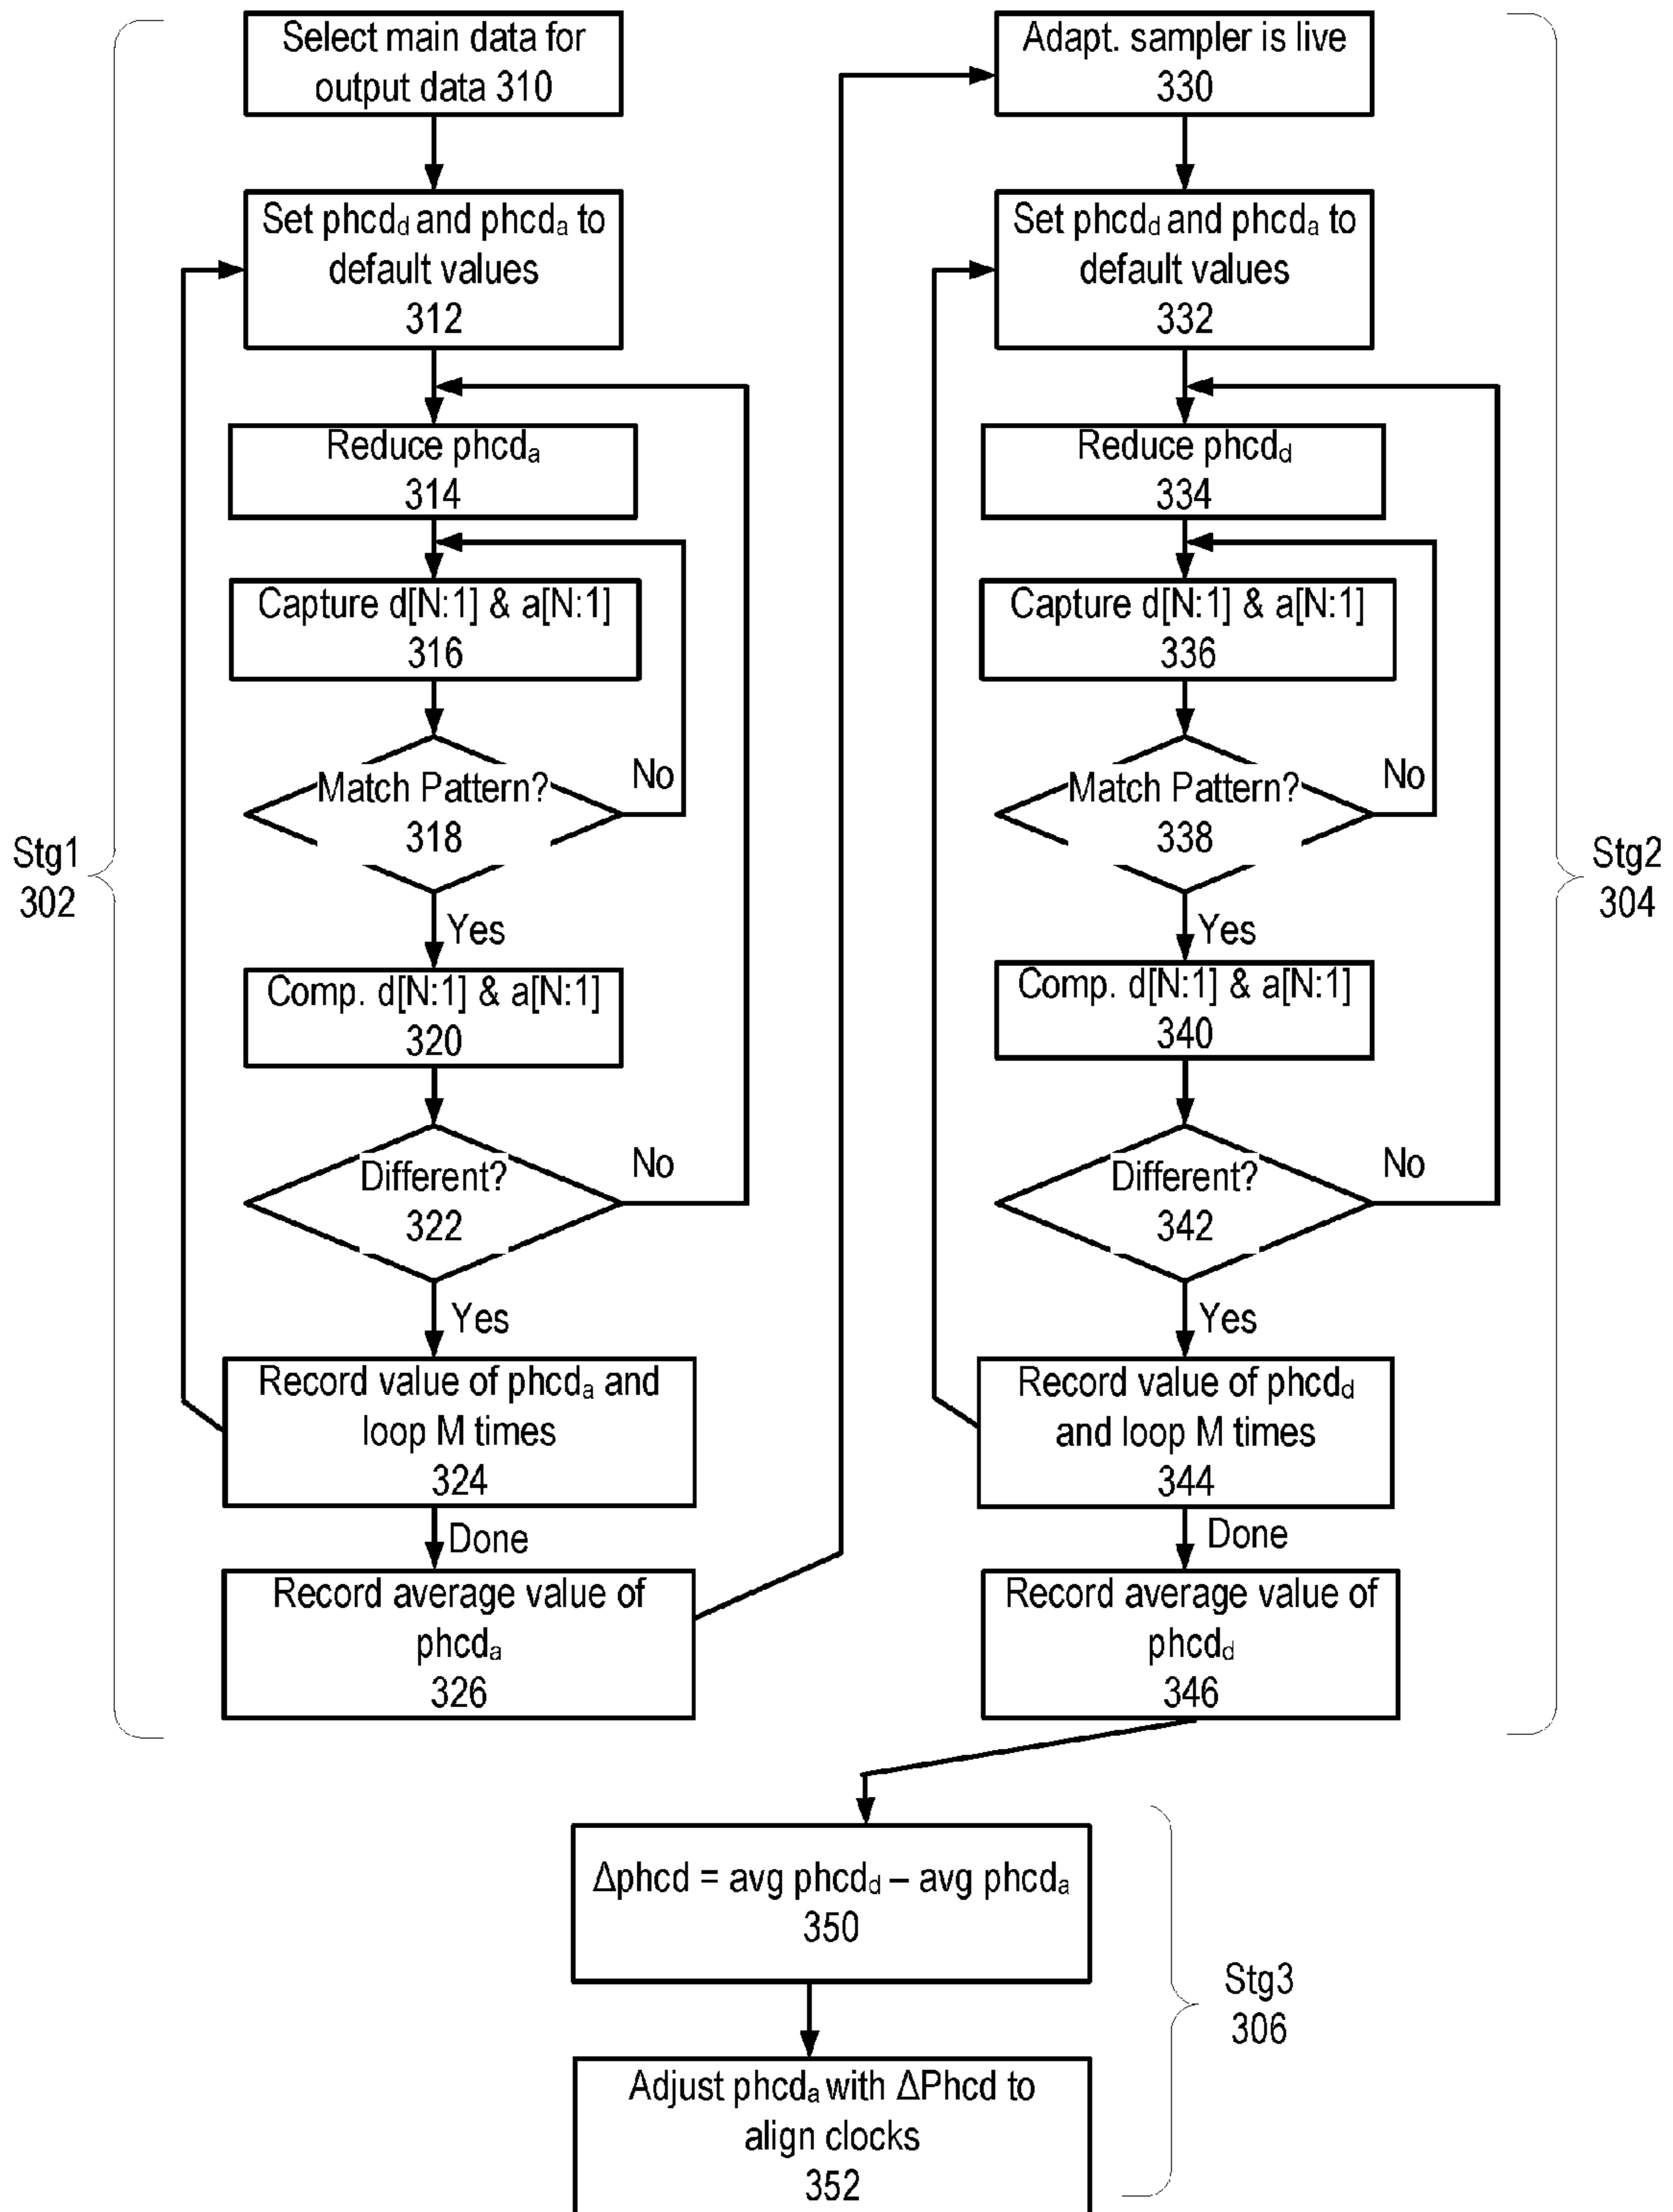 Select main data for
output data 310
Set phcdd and phcda to
default values
312
Reduce phcda
314
Capture d[N:1] & a[N:1]
316
Match Pattern?
318
No
Yes
Comp. d[N:1] & a[N:1]
320
Different?
322
No
Yes
Record value of phcda and
loop M times
324
Done
Record average value of
phcda
326
Stg1
302
Adapt. sampler is live
330
Set phcdd and phcda to
default values
332
Reduce phcdd
334
Capture d[N:1] & a[N:1]
336
Match Pattern?
338
No
Yes
Comp. d[N:1] & a[N:1]
340
Different?
342
No
Yes
Record value of phcdd
and loop M times
344
Done
Record average value of
phcdd
346
Stg2
304
Δphcd = avg phcdd – avg phcda
350
Adjust phcda with ΔPhcd to
align clocks
352
Stg3
306